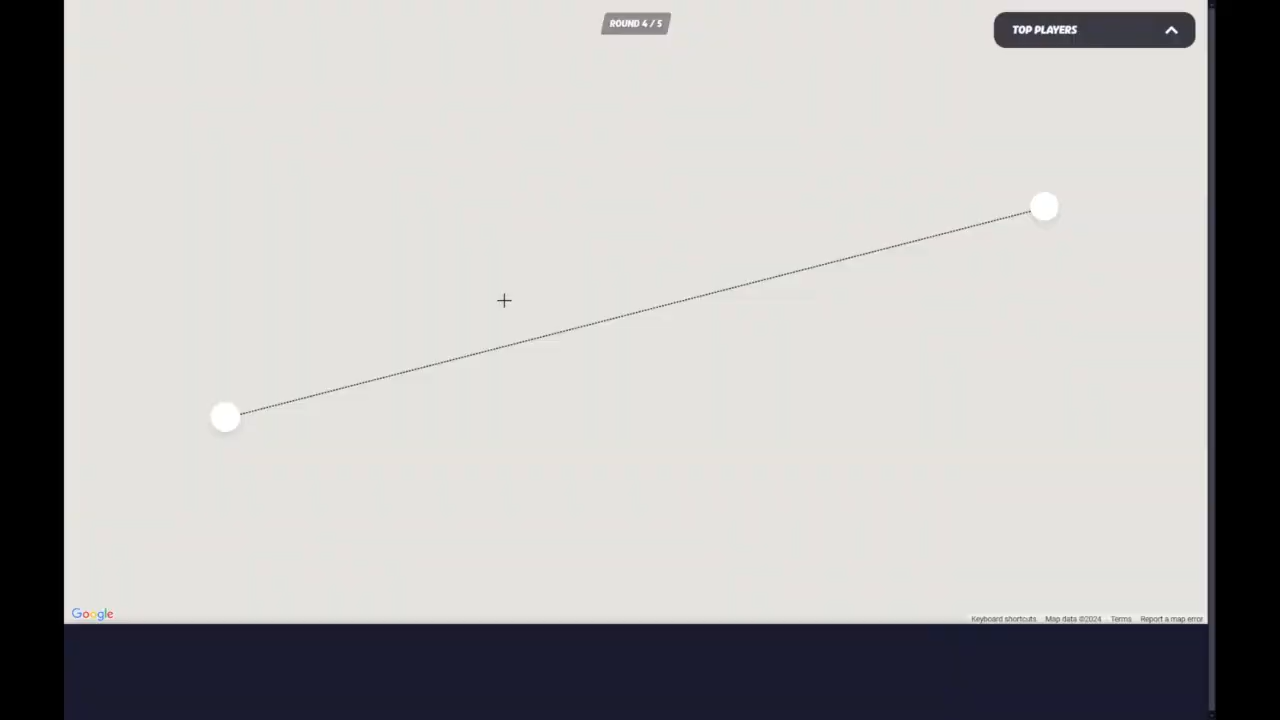 ROUND 4 / 5
TOP PLAYERS
Google
Keyboard shortcuts
Map data ©2024
Terms
Report a map error